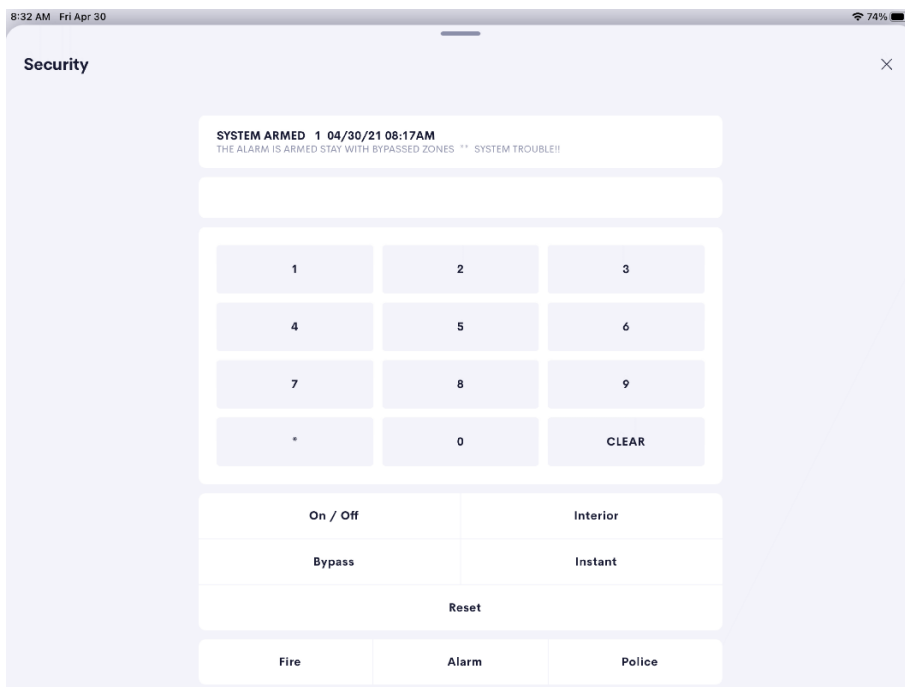 8:32 AM Fri Apr 30 74%
Security
SYSTEM ARMED 1 04/30/21 08:17AM
THE ALARM IS ARMED STAY WITH BYPASSED ZONES ** SYSTEM TROUBLE!!
1 2 3
4 5 6
7 8 9
* 0 CLEAR
On / Off Interior
Bypass Instant
Reset
Fire Alarm Police